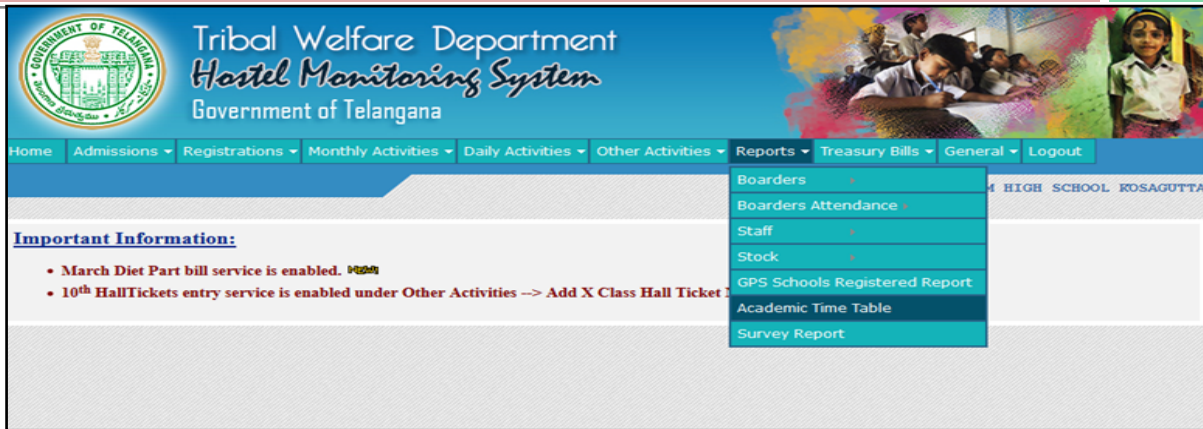 GOVERNMENT OF TELANGANA
Tribal Welfare Department
Hostel Monitoring System
Government of Telangana
Home Admissions Registrations Monthly Activities Daily Activities Other Activities Reports Treasury Bills General Logout
Boarders
M HIGH SCHOOL KOSAGUTTA
Boarders Attendance
Staff
Stock
GPS Schools Registered Report
Academic Time Table
Survey Report
Important Information:
• March Diet Part bill service is enabled. NEW
• 10th HallTickets entry service is enabled under Other Activities --> Add X Class Hall Ticket